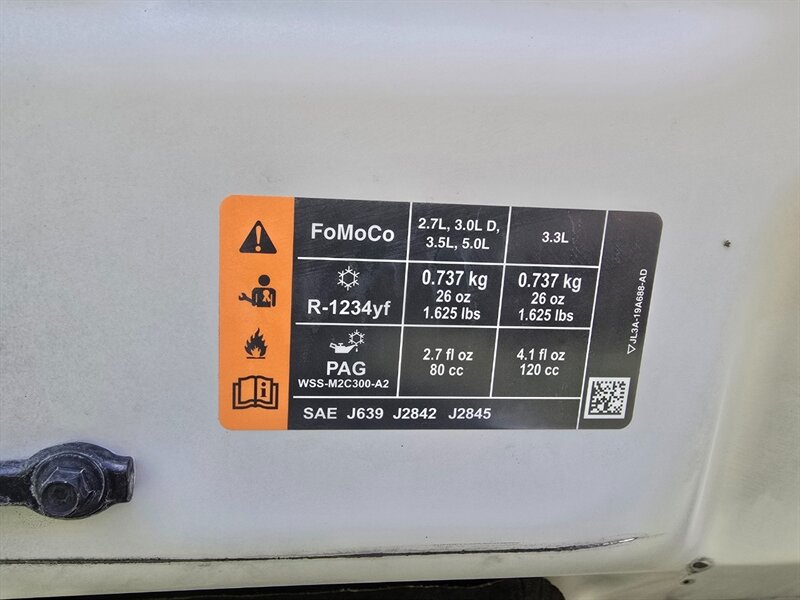 FoMoCo
2.7L, 3.0L D,
3.5L, 5.0L
3.3L
R-1234yf
0.737 kg
26 oz
1.625 lbs
0.737 kg
26 oz
1.625 lbs
PAG
WSS-M2C300-A2
2.7 fl oz
80 cc
4.1 fl oz
120 cc
SAE J639 J2842 J2845
JL3A-19A688-AD